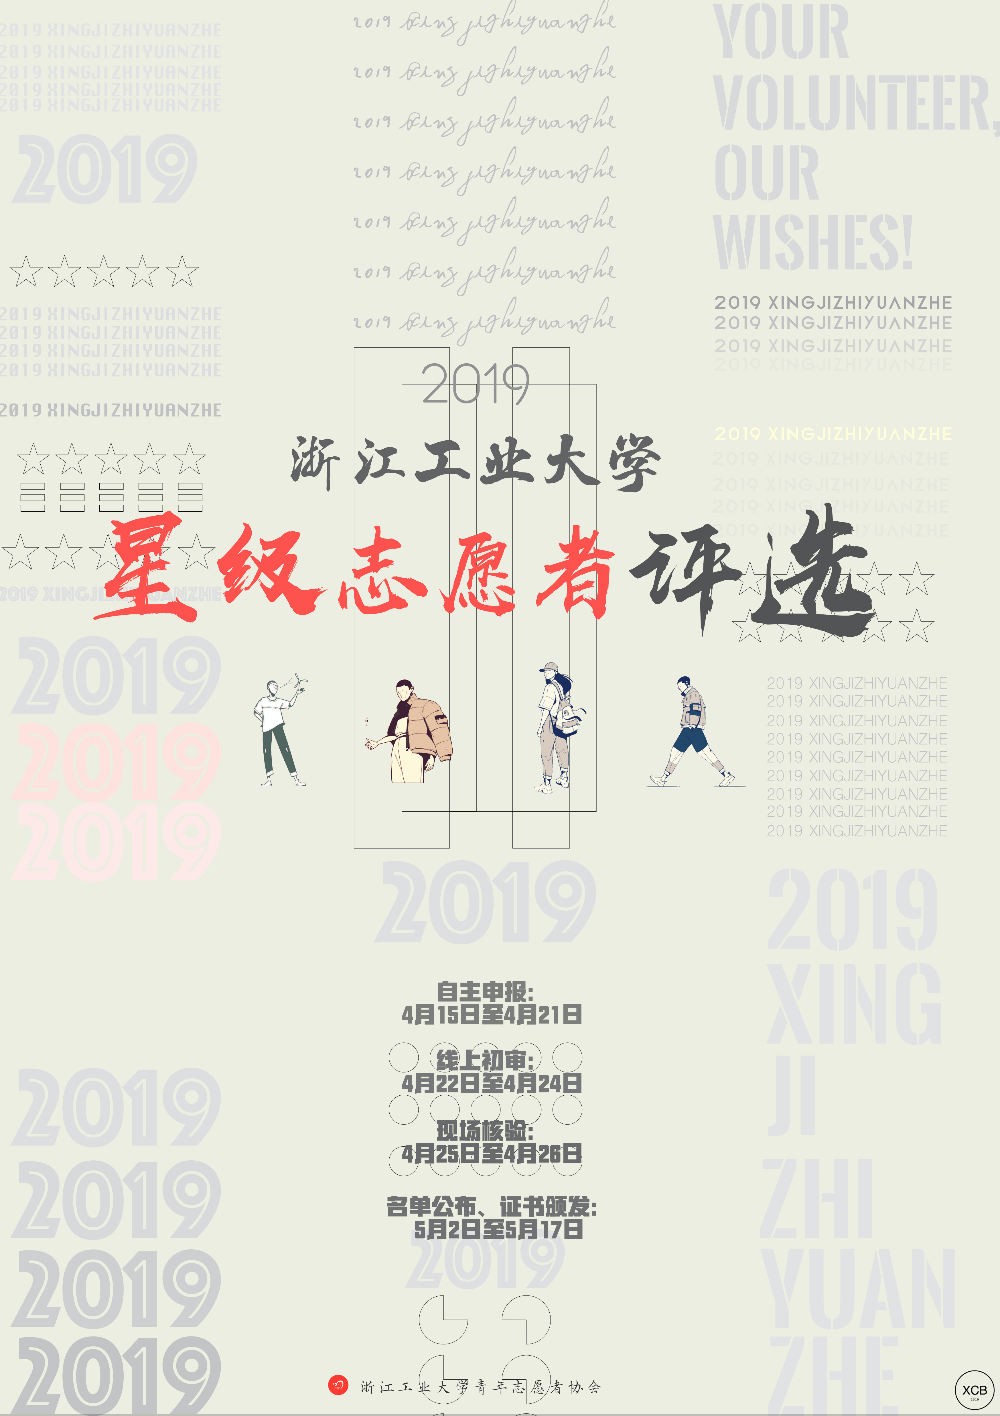 2019 XINGJIZHIYUANZHE
2019 XINGJIZHIYUANZHE
2019 XINGJIZHIYUANZHE
2019 XINGJIZHIYUANZHE
2019 XINGJIZHIYUANZHE
2019
2019 XINGJIZHIYUANZHE
2019 XINGJIZHIYUANZHE
2019 XINGJIZHIYUANZHE
2019 XINGJIZHIYUANZHE
2019 XINGJIZHIYUANZHE
2019 Xing jizhiyuanzhe
2019 Xing jizhiyuanzhe
2019 Xing jizhiyuanzhe
2019 Xing jizhiyuanzhe
2019 Xing jizhiyuanzhe
2019 Xing jizhiyuanzhe
2019 Xing jizhiyuanzhe
YOUR
VOLUNTEER,
OUR
WISHES!
2019 XINGJIZHIYUANZHE
2019 XINGJIZHIYUANZHE
2019 XINGJIZHIYUANZHE
2019 XINGJIZHIYUANZHE
2019 XINGJIZHIYUANZHE
2019 XINGJIZHIYUANZHE
2019 XINGJIZHIYUANZHE
2019 XINGJIZHIYUANZHE
2019 XINGJIZHIYUANZHE
2019
浙江工业大学
星级志愿者评选
2019 XINGJIZHIYUANZHE
2019
2019
2019
2019 XINGJIZHIYUANZHE
2019 XINGJIZHIYUANZHE
2019 XINGJIZHIYUANZHE
2019 XINGJIZHIYUANZHE
2019 XINGJIZHIYUANZHE
2019 XINGJIZHIYUANZHE
2019 XINGJIZHIYUANZHE
2019 XINGJIZHIYUANZHE
2019 XINGJIZHIYUANZHE
2019
自主申报:
4月15日至4月21日
线上初审:
4月22日至4月24日
现场核验:
4月25日至4月26日
名单公布、证书颁发:
5月2日至5月17日
2019
2019
2019
2019
2019
2019
XING
JI
ZHI
YUAN
ZHE
浙江工业大学青年志愿者协会
XCB